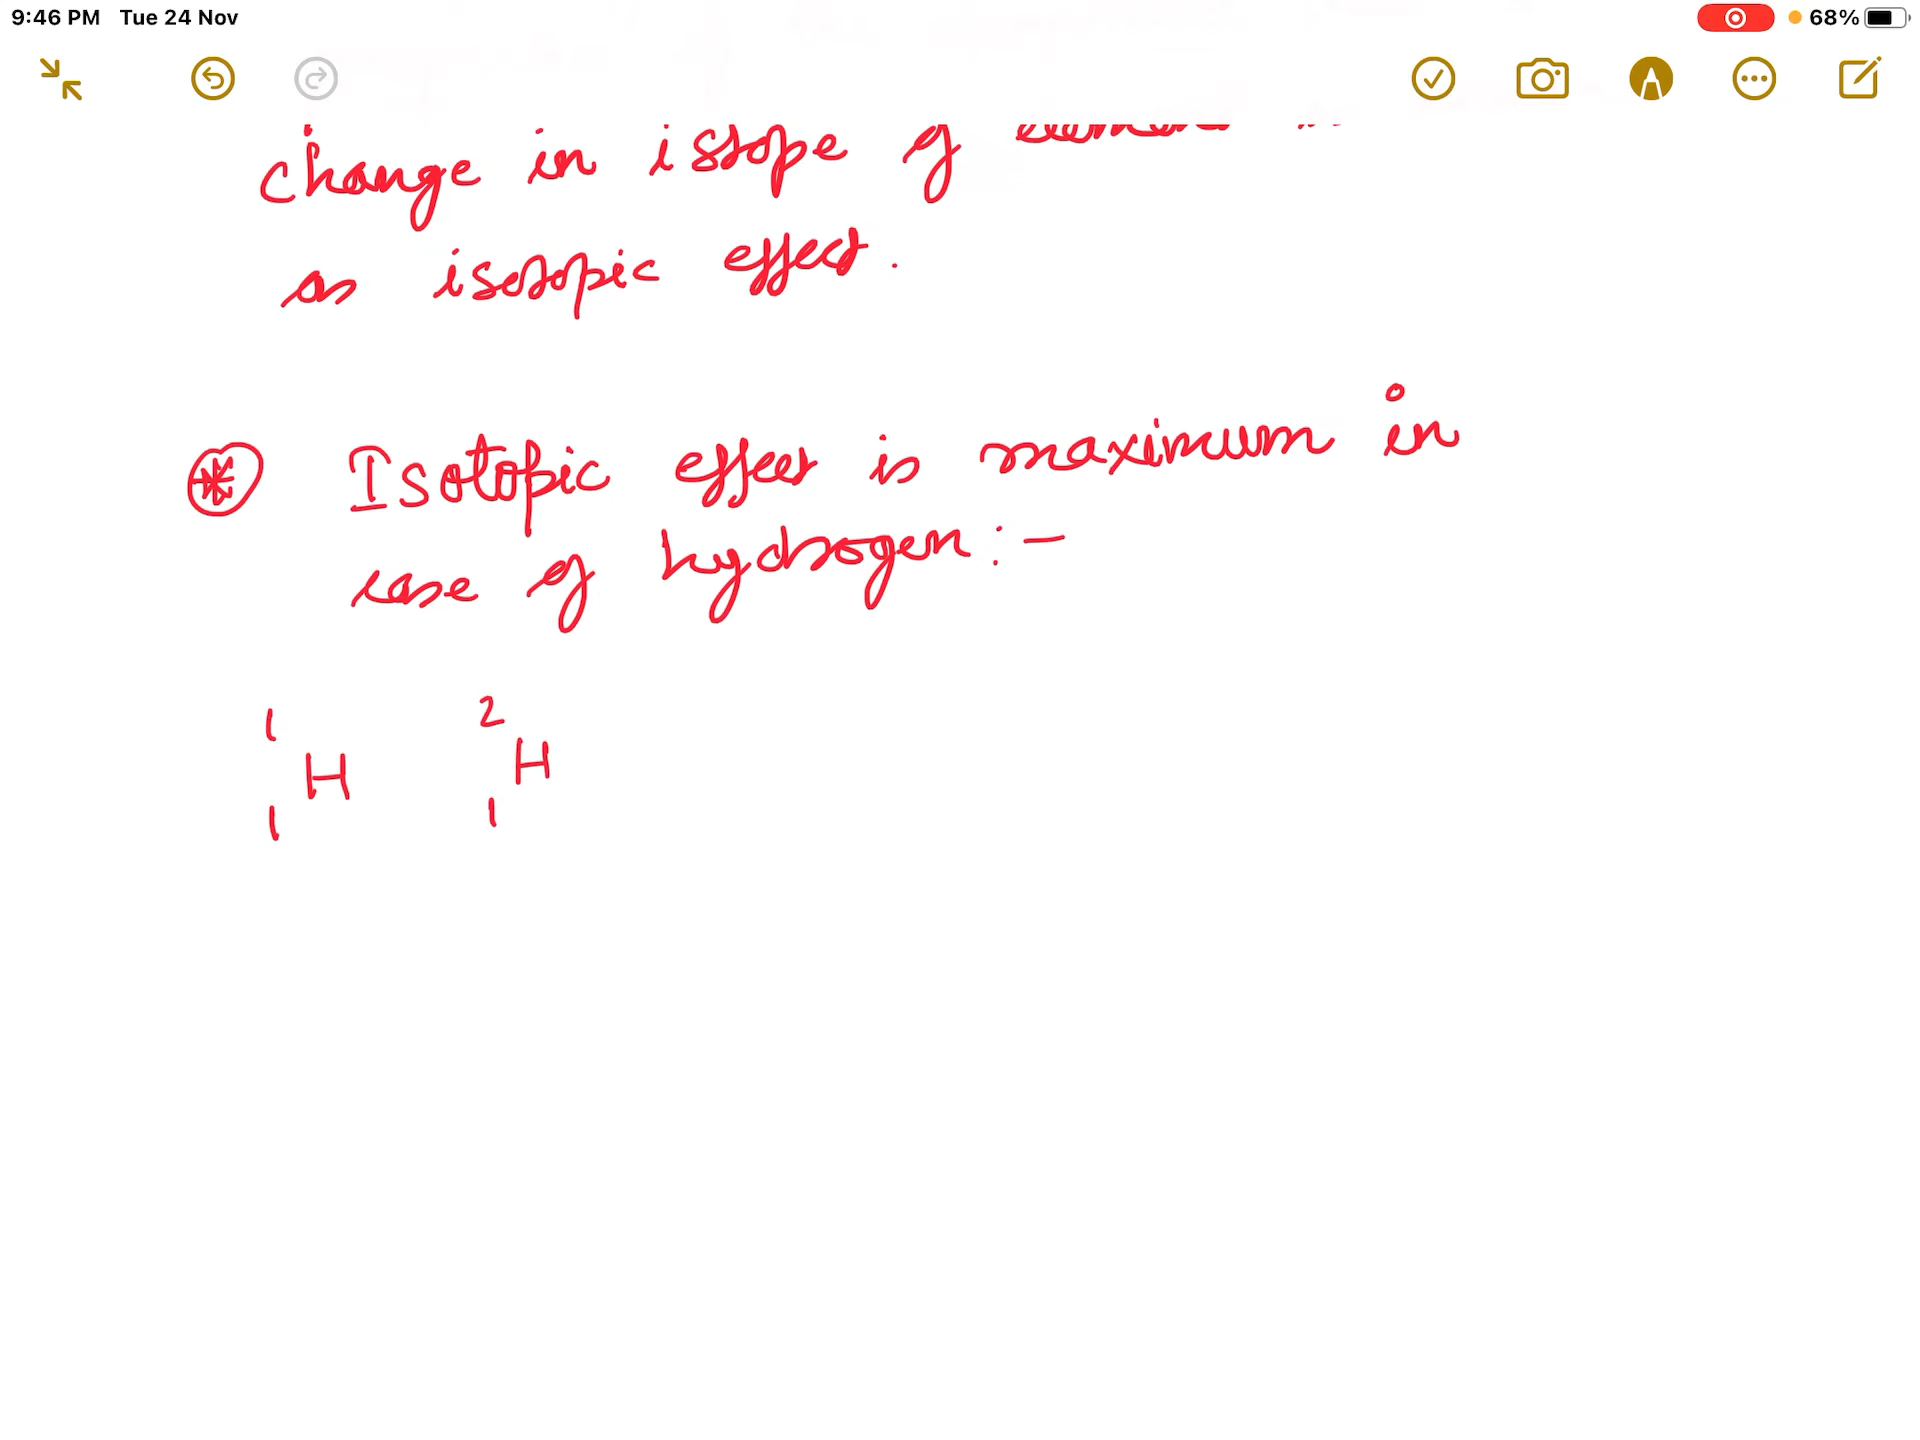 9:46 PM Tue 24 Nov 68%
change in istope of
as isotopic effect.
Isotopic effect is maximum in
case of hydrogen :-
1 2
H H
1 1